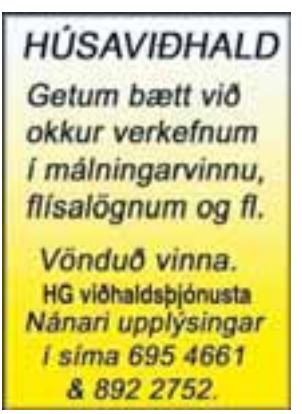 HÚSAVIÐHALD
Getum bætt við
okkur verkefnum
í málningarvinnu,
flísalögnum og fl.
Vönduð vinna.
HG viðhaldsþjónusta
Nánari upplýsingar
í síma 695 4661
& 892 2752.